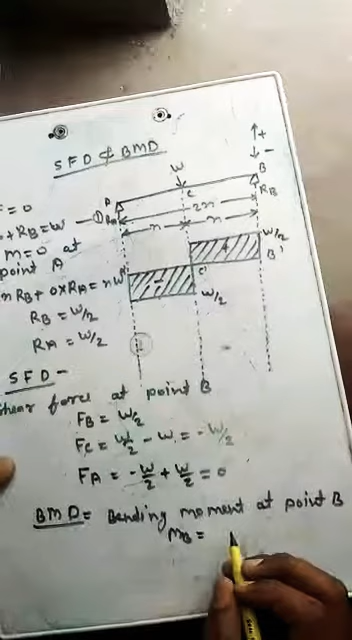 SFD & BMD
+
-
W
A
C
B
RA
RB
2n
n
n
F = 0
+ RB = W — ①
m = 0 at
point A
n RB + 0 × RA = n W
RB = W/2
RA = W/2
W/2
+
B'
C'
-
W/2
SFD -
Shear force at point B
FB = W/2
FC = W/2 - W = - W/2
FA = - W/2 + W/2 = 0
BMD = Bending moment at point B
MB =